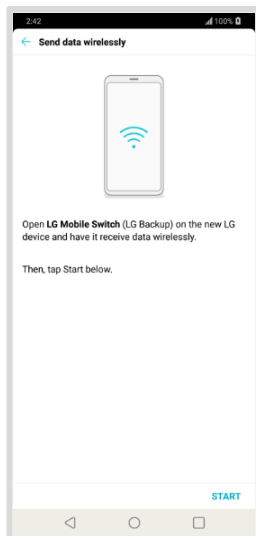 2:42 100%
Send data wirelessly
Open LG Mobile Switch (LG Backup) on the new LG
device and have it receive data wirelessly.
Then, tap Start below.
START